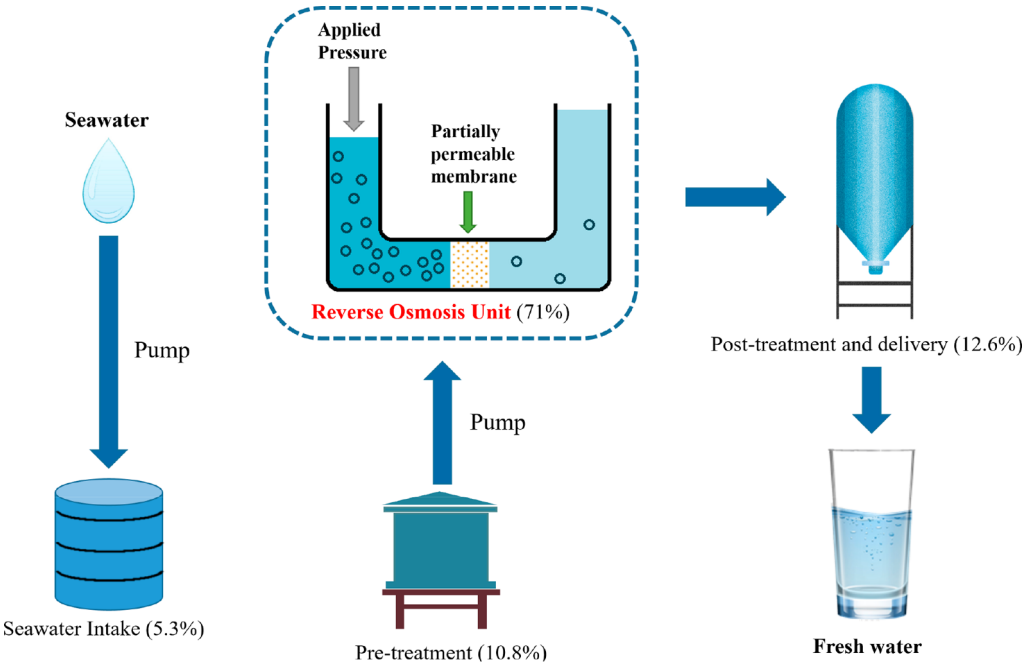 Seawater
Pump
Seawater Intake (5.3%)
Applied
Pressure
Partially
permeable
membrane
Reverse Osmosis Unit (71%)
Pump
Pre-treatment (10.8%)
Post-treatment and delivery (12.6%)
Fresh water